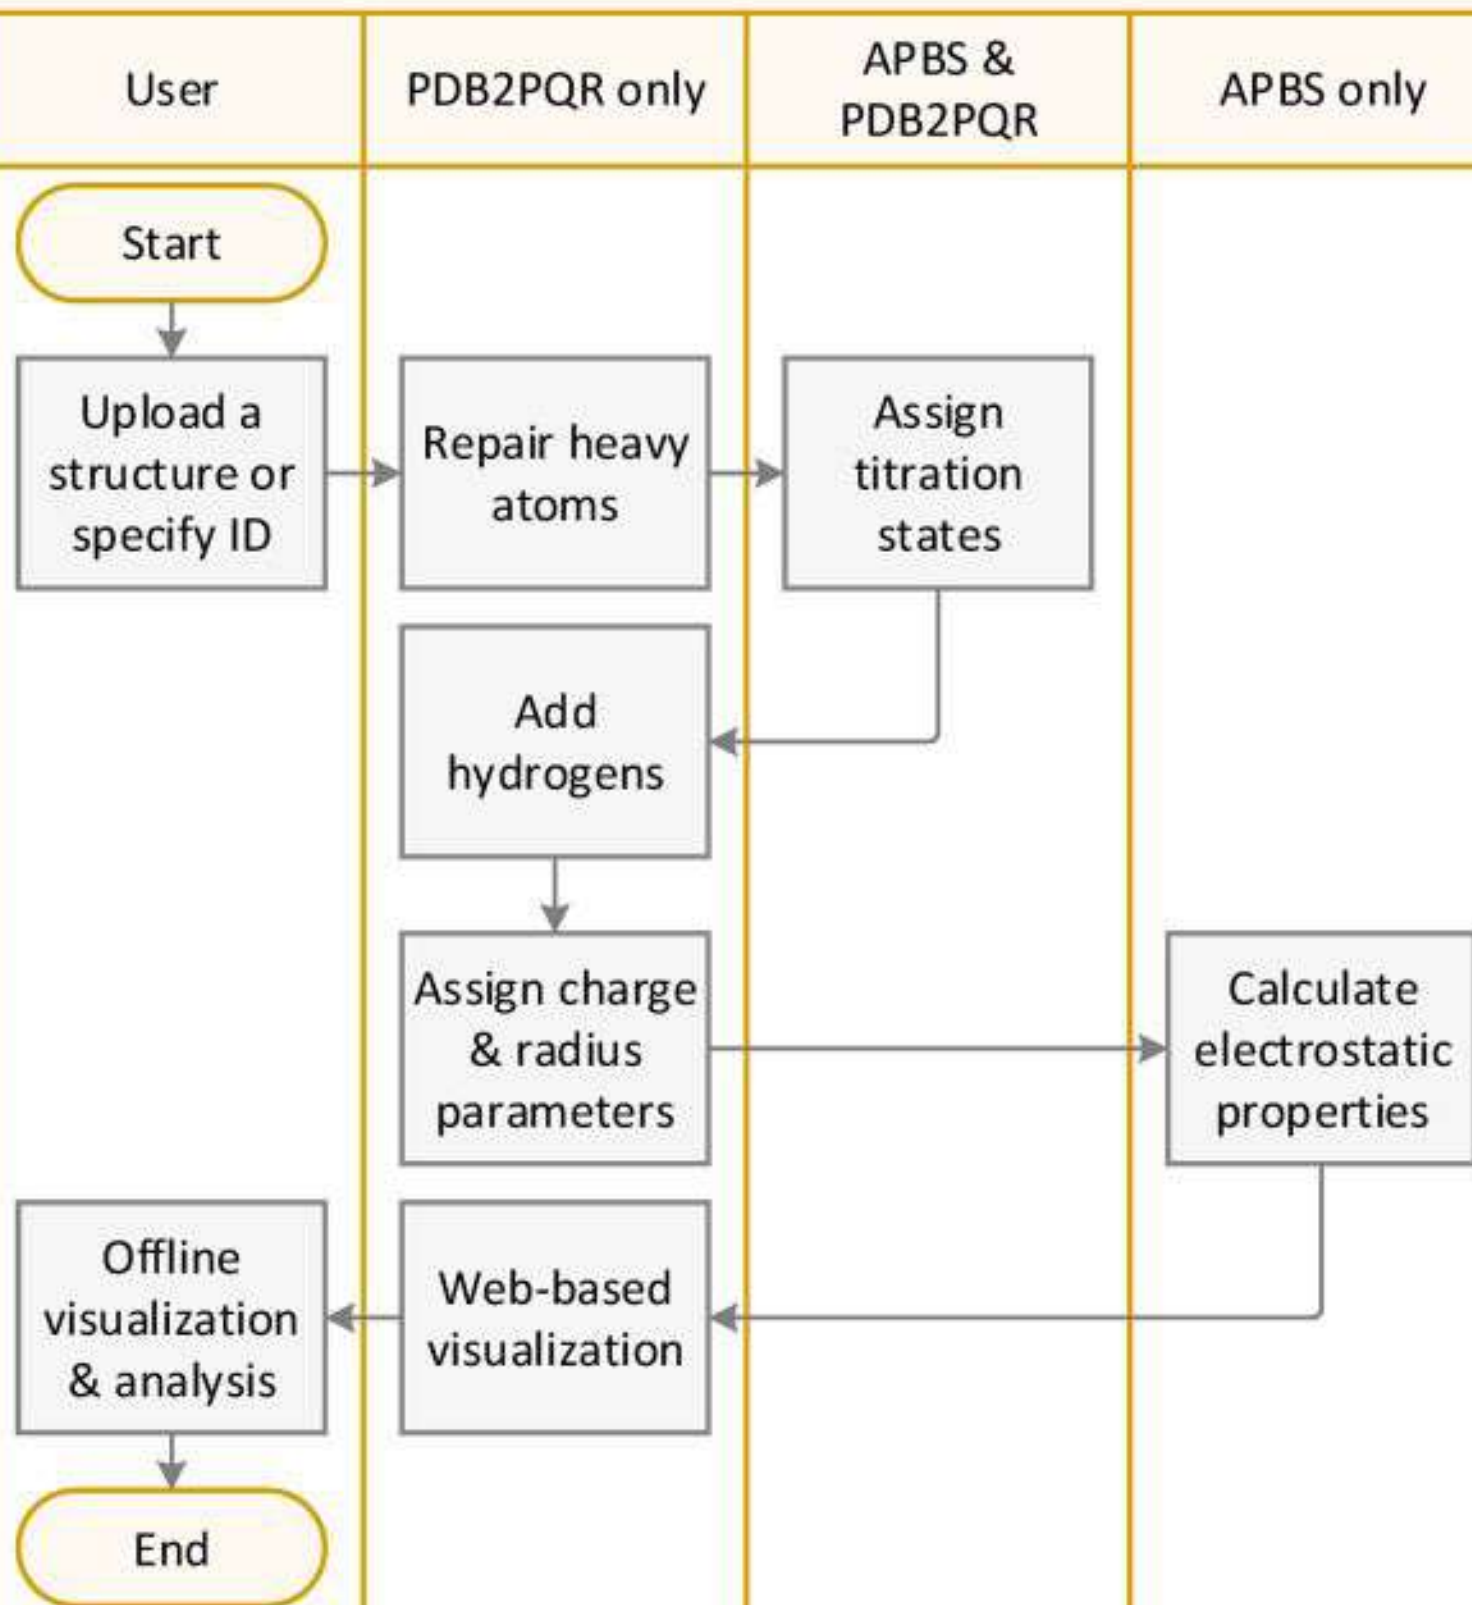 User
PDB2PQR only
APBS &
PDB2PQR
APBS only
Start
Upload a
structure or
specify ID
Repair heavy
atoms
Assign
titration
states
Add
hydrogens
Assign charge
& radius
parameters
Calculate
electrostatic
properties
Web-based
visualization
Offline
visualization
& analysis
End